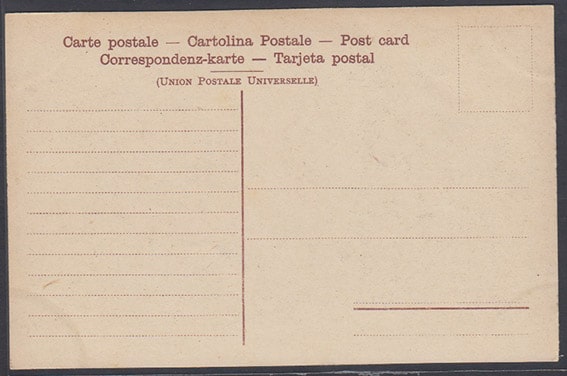 Carte postale — Cartolina Postale — Post card
Correspondenz-karte — Tarjeta postal
(Union Postale Universelle)